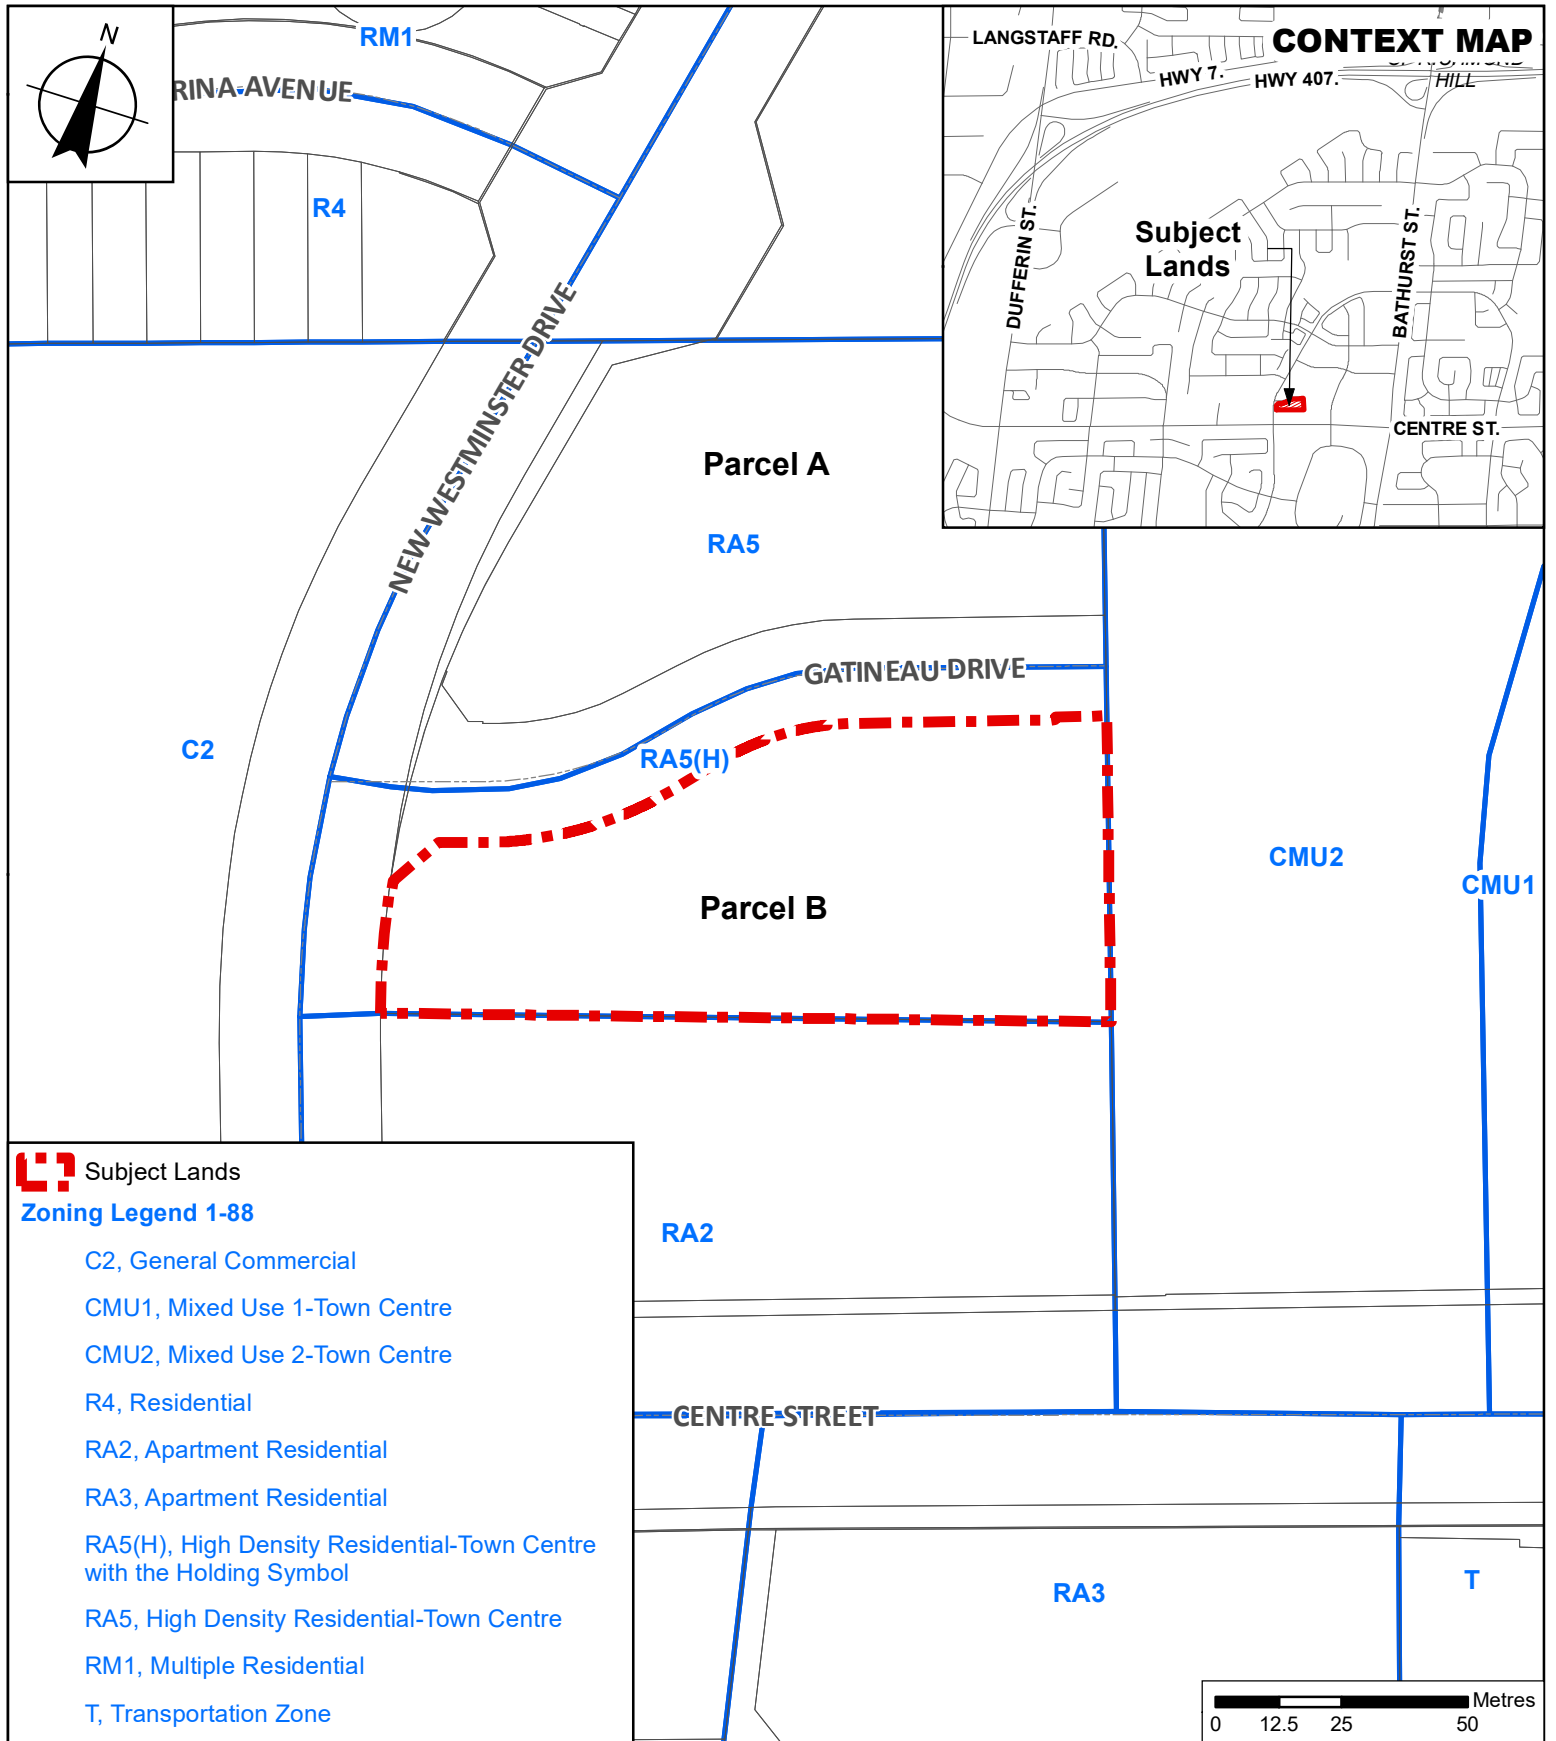 N
RM1
RINA AVENUE
R4
CONTEXT MAP
LANGSTAFF RD.
HWY 7.
HWY 407.
HILL
DUFFERIN ST.
Subject
Lands
BATHURST ST.
CENTRE ST.
NEW WESTMINSTER DRIVE
Parcel A
RA5
GATINEAU DRIVE
C2
RA5(H)
CMU2
CMU1
Parcel B
RA2
CENTRE STREET
RA3
T
Subject Lands
Zoning Legend 1-88
C2, General Commercial
CMU1, Mixed Use 1-Town Centre
CMU2, Mixed Use 2-Town Centre
R4, Residential
RA2, Apartment Residential
RA3, Apartment Residential
RA5(H), High Density Residential-Town Centre
with the Holding Symbol
RA5, High Density Residential-Town Centre
RM1, Multiple Residential
T, Transportation Zone
Metres
0 12.5 25 50